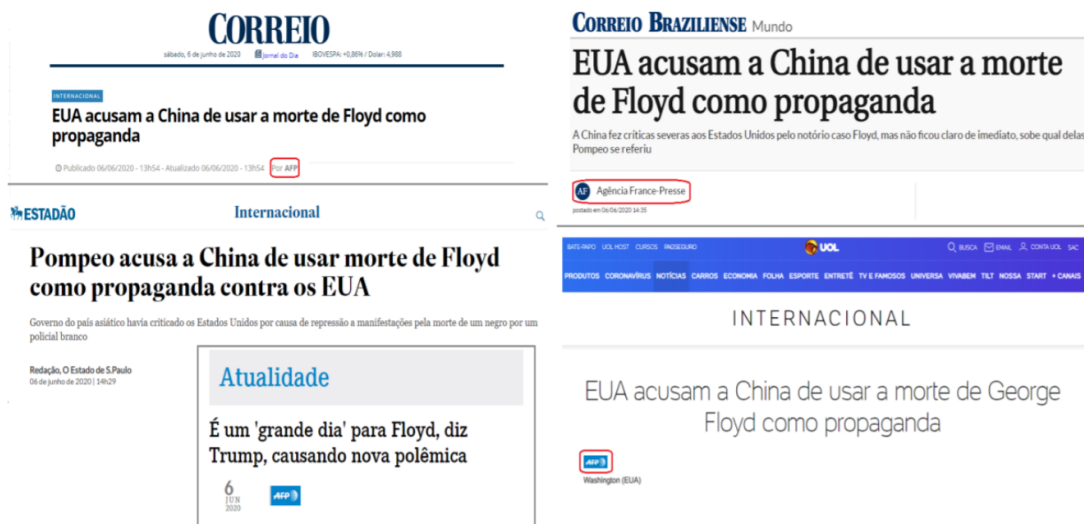 CORREIO
sábado, 6 de junho de 2020 Jornal do Dia IBOVESPA: +0,86% / Dolar: 4,988
INTERNACIONAL
EUA acusam a China de usar a morte de Floyd como
propaganda
Publicado 06/06/2020 - 13h54 - Atualizado 06/06/2020 - 13h54 Por AFP
ESTADÃO Internacional
Pompeo acusa a China de usar morte de Floyd
como propaganda contra os EUA
Governo do país asiático havia criticado os Estados Unidos por causa de repressão a manifestações pela morte de um negro por um
policial branco
Redação, O Estado de S.Paulo
06 de junho de 2020 | 14h29
Atualidade
É um 'grande dia' para Floyd, diz
Trump, causando nova polêmica
6
JUN
2020
AFP
CORREIO BRAZILIENSE Mundo
EUA acusam a China de usar a morte
de Floyd como propaganda
A China fez críticas severas aos Estados Unidos pelo notório caso Floyd, mas não ficou claro de imediato, sobe qual delas
Pompeo se referiu
AF Agência France-Presse
postado em 06/06/2020 14:35
BATE-PAPO UOL HOST CURSOS PAGSEGURO UOL BUSCA EMAIL CONTA UOL SAC
PRODUTOS CORONAVÍRUS NOTÍCIAS CARROS ECONOMIA FOLHA ESPORTE ENTRETÊ TV E FAMOSOS UNIVERSA VIVABEM TILT NOSSA START + CANAIS
INTERNACIONAL
EUA acusam a China de usar a morte de George
Floyd como propaganda
AFP
Washington (EUA)